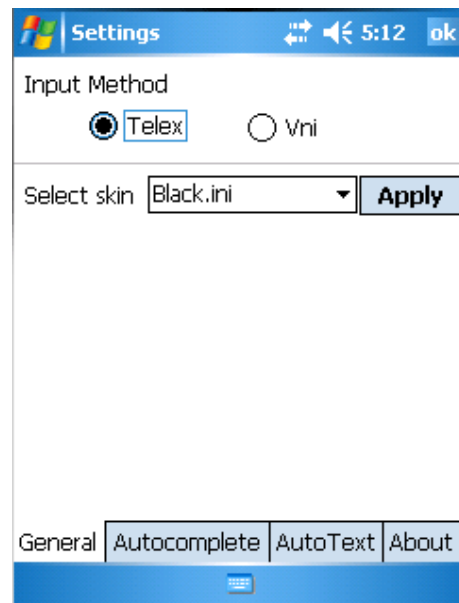 Settings 5:12 ok
Input Method
Telex Vni
Select skin Black.ini Apply
General Autocomplete AutoText About